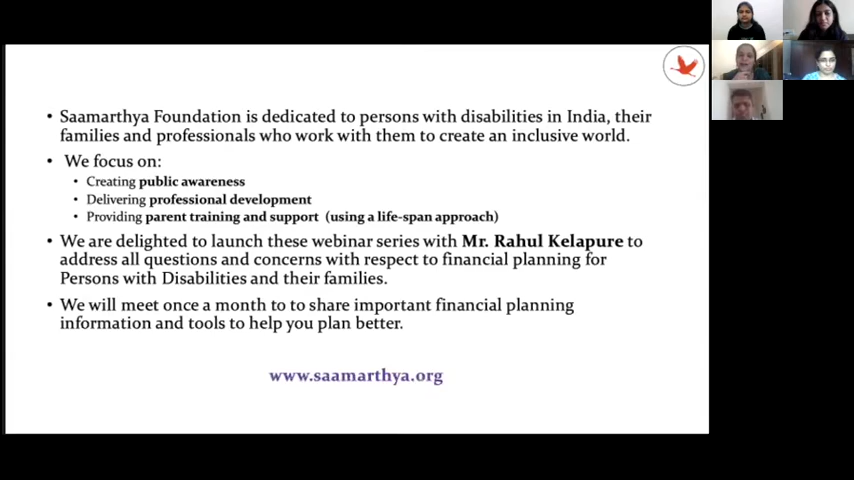 • Saamarthya Foundation is dedicated to persons with disabilities in India, their
families and professionals who work with them to create an inclusive world.
• We focus on:
• Creating public awareness
• Delivering professional development
• Providing parent training and support (using a life-span approach)
• We are delighted to launch these webinar series with Mr. Rahul Kelapure to
address all questions and concerns with respect to financial planning for
Persons with Disabilities and their families.
• We will meet once a month to to share important financial planning
information and tools to help you plan better.
www.saamarthya.org